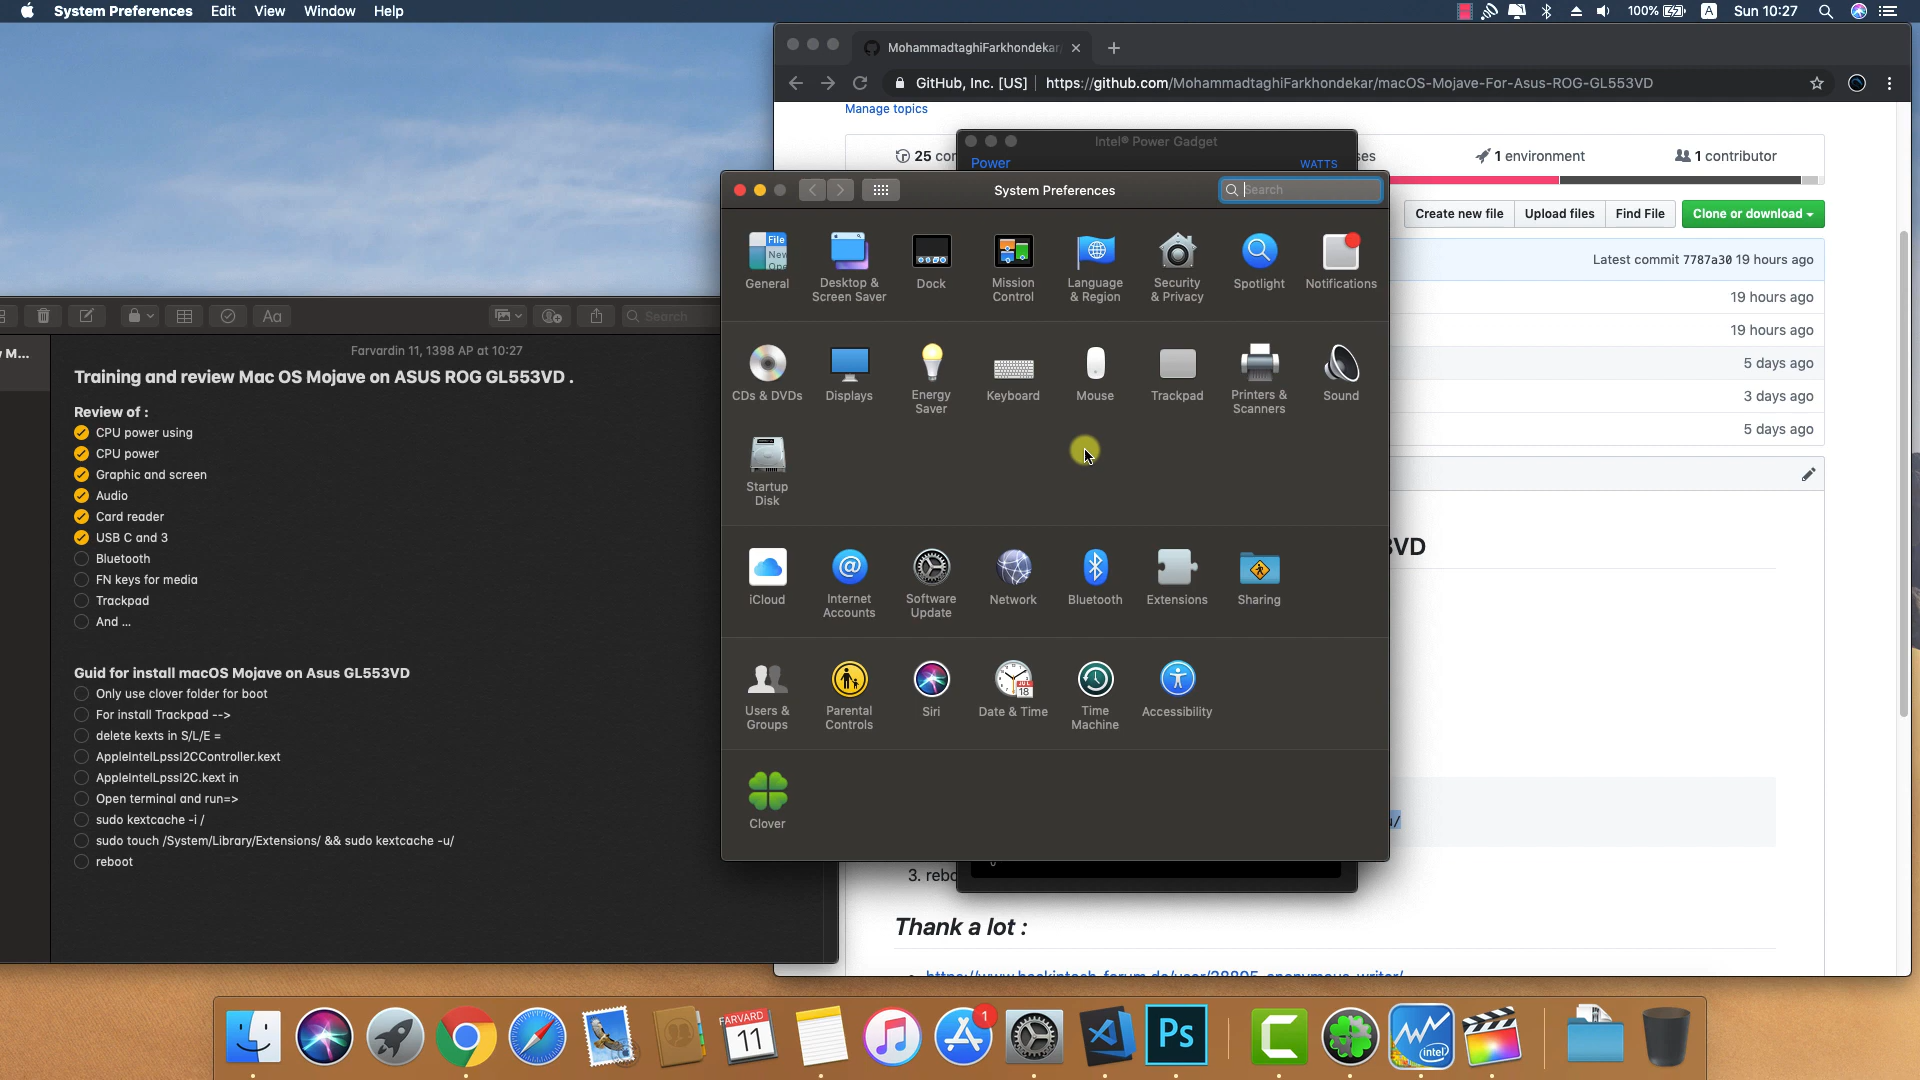 System Preferences Edit View Window Help
100% A Sun 10:27
MohammadtaghiFarkhondekar
GitHub, Inc. [US] https://github.com/MohammadtaghiFarkhondekar/macOS-Mojave-For-Asus-ROG-GL553VD
Manage topics
25 1 environment 1 contributor
Intel® Power Gadget
Power WATTS
System Preferences
Search
Create new file Upload files Find File Clone or download
Latest commit 7787a30 19 hours ago
19 hours ago
19 hours ago
5 days ago
3 days ago
5 days ago
General
Desktop & Screen Saver
Dock
Mission Control
Language & Region
Security & Privacy
Spotlight
Notifications
CDs & DVDs
Displays
Energy Saver
Keyboard
Mouse
Trackpad
Printers & Scanners
Sound
Startup Disk
iCloud
Internet Accounts
Software Update
Network
Bluetooth
Extensions
Sharing
Users & Groups
Parental Controls
Siri
Date & Time
Time Machine
Accessibility
Clover
Aa
Search
Farvardin 11, 1398 AP at 10:27
Training and review Mac OS Mojave on ASUS ROG GL553VD .
Review of :
CPU power using
CPU power
Graphic and screen
Audio
Card reader
USB C and 3
Bluetooth
FN keys for media
Trackpad
And ...
Guid for install macOS Mojave on Asus GL553VD
Only use clover folder for boot
For install Trackpad -->
delete kexts in S/L/E =
AppleIntelLpssI2CController.kext
AppleIntelLpssI2C.kext in
Open terminal and run=>
sudo kextcache -i /
sudo touch /System/Library/Extensions/ && sudo kextcache -u/
reboot
3.
Thank a lot :
FARVARD
11
1
Ps
intel